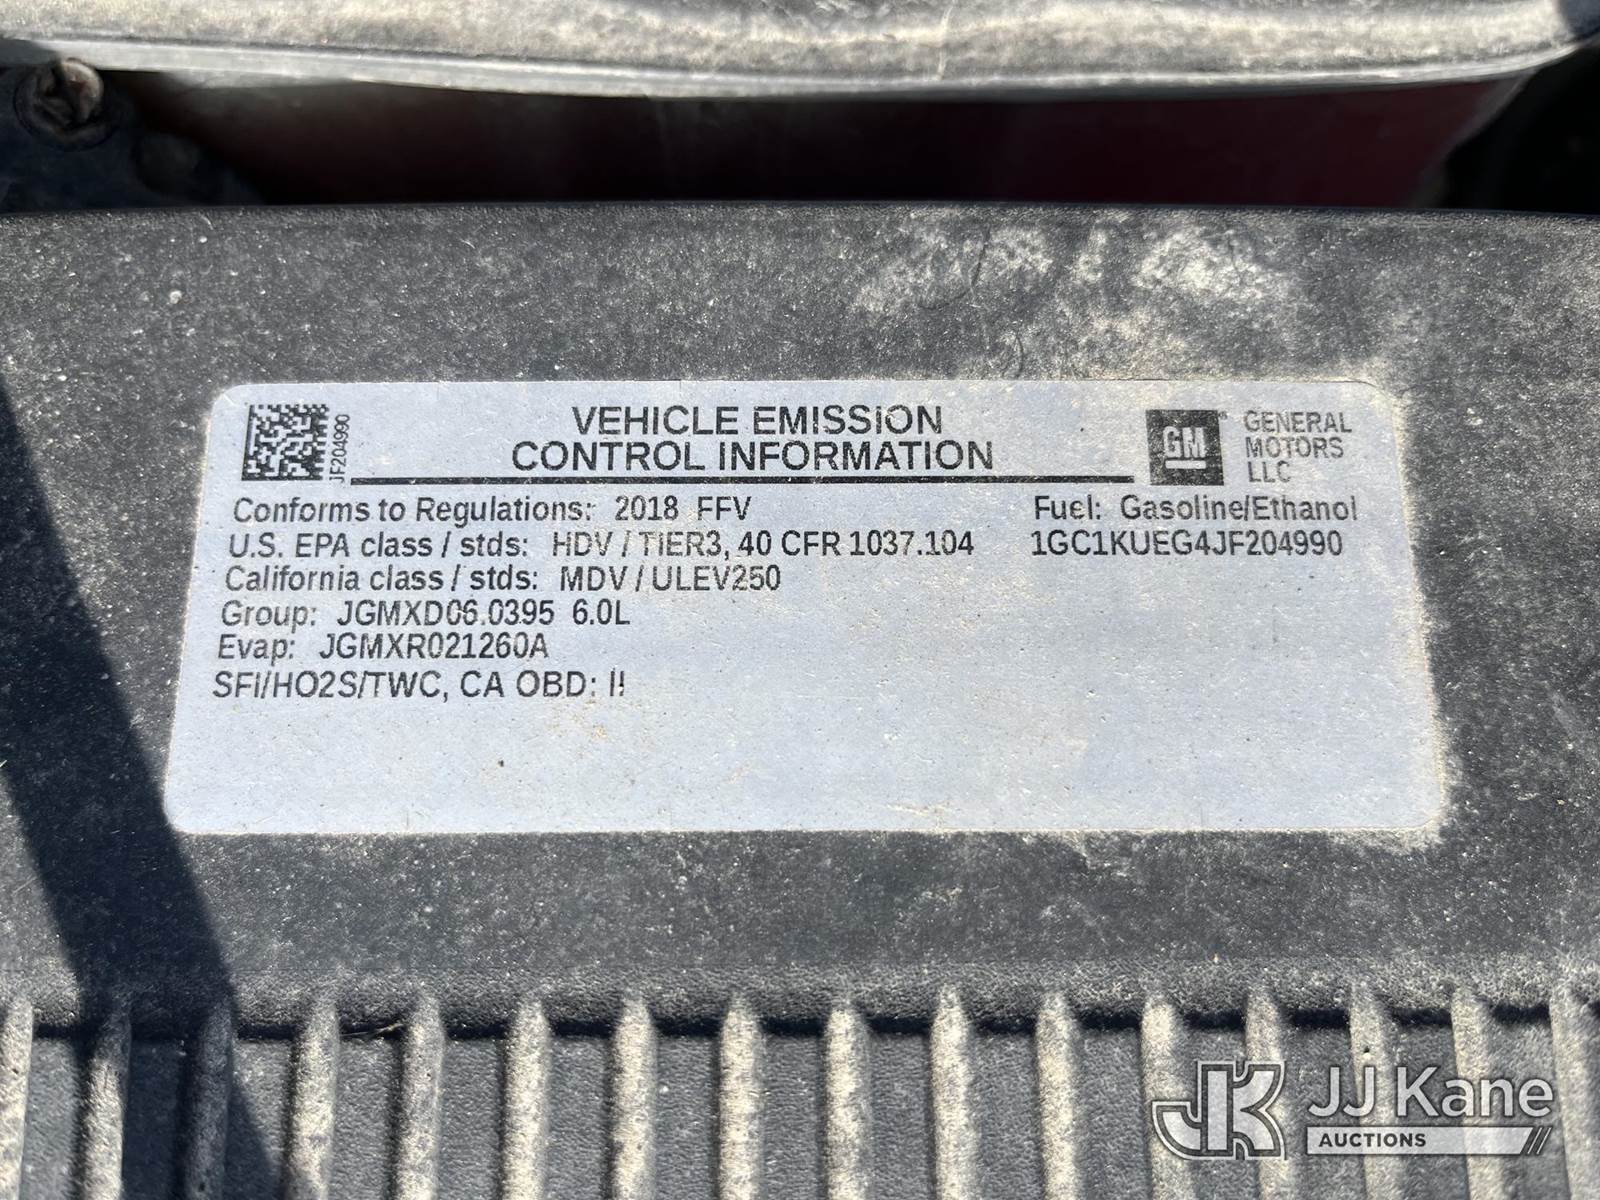 JF204990
VEHICLE EMISSION
CONTROL INFORMATION
GM
GENERAL
MOTORS
LLC
Conforms to Regulations: 2018 FFV
Fuel: Gasoline/Ethanol
U.S. EPA class / stds: HDV / TIER3, 40 CFR 1037.104
1GC1KUEG4JF204990
California class / stds: MDV / ULEV250
Group: JGMXD06.0395 6.0L
Evap: JGMXR021260A
SFI/HO2S/TWC, CA OBD: II
JK
JJ Kane
AUCTIONS